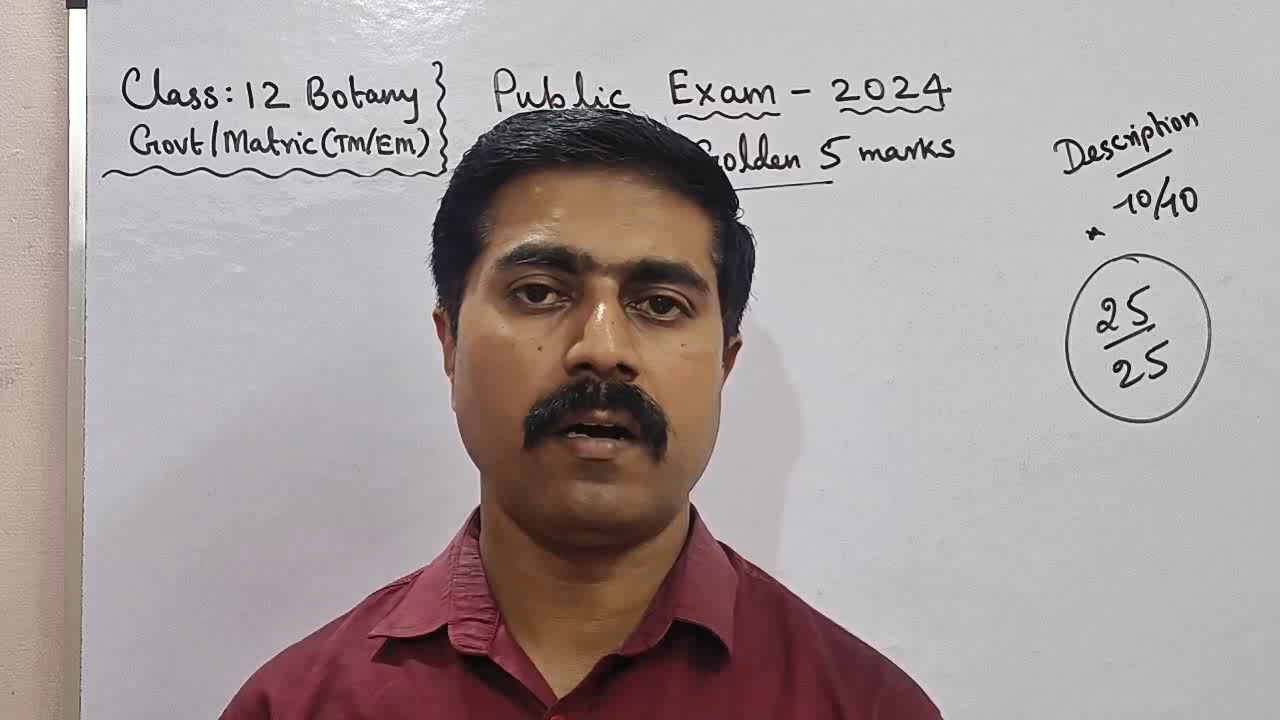 Class: 12 Botany } Public Exam - 2024
Govt/Matric (TM/EM) } Golden 5 marks
Description
10/10
*
25
25